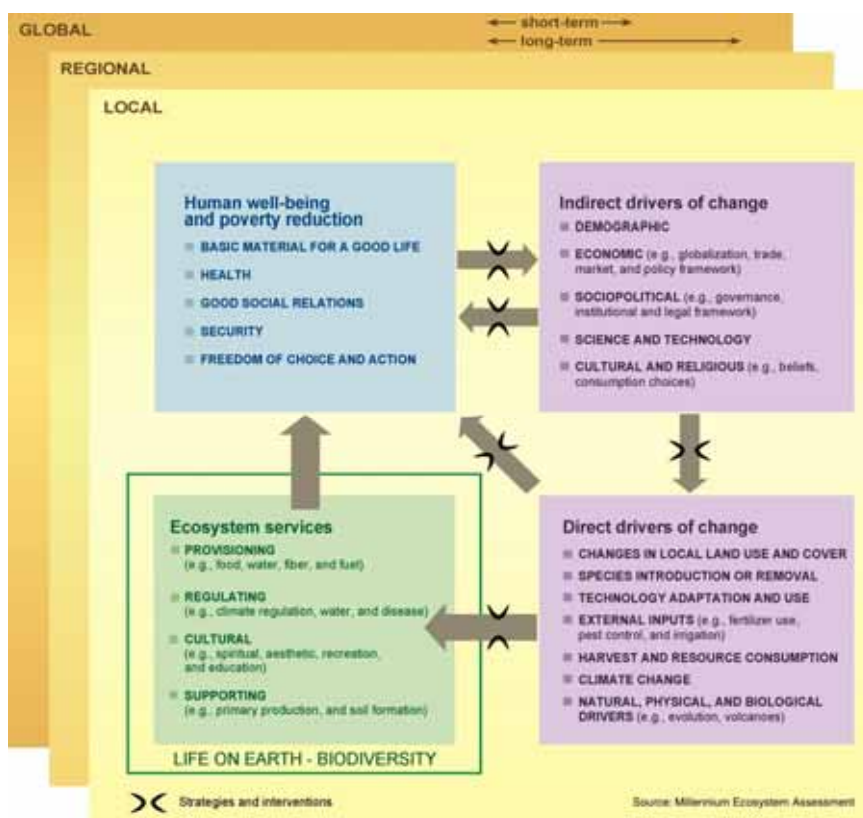 GLOBAL
short-term
long-term
REGIONAL
LOCAL
Human well-being
and poverty reduction
BASIC MATERIAL FOR A GOOD LIFE
HEALTH
GOOD SOCIAL RELATIONS
SECURITY
FREEDOM OF CHOICE AND ACTION
Indirect drivers of change
DEMOGRAPHIC
ECONOMIC (e.g., globalization, trade,
market, and policy framework)
SOCIOPOLITICAL (e.g., governance,
institutional and legal framework)
SCIENCE AND TECHNOLOGY
CULTURAL AND RELIGIOUS (e.g., beliefs,
consumption choices)
Ecosystem services
PROVISIONING
(e.g., food, water, fiber, and fuel)
REGULATING
(e.g., climate regulation, water, and disease)
CULTURAL
(e.g., spiritual, aesthetic, recreation,
and education)
SUPPORTING
(e.g., primary production, and soil formation)
LIFE ON EARTH - BIODIVERSITY
Direct drivers of change
CHANGES IN LOCAL LAND USE AND COVER
SPECIES INTRODUCTION OR REMOVAL
TECHNOLOGY ADAPTATION AND USE
EXTERNAL INPUTS (e.g., fertilizer use,
pest control, and irrigation)
HARVEST AND RESOURCE CONSUMPTION
CLIMATE CHANGE
NATURAL, PHYSICAL, AND BIOLOGICAL
DRIVERS (e.g., evolution, volcanoes)
Strategies and interventions
Source: Millennium Ecosystem Assessment